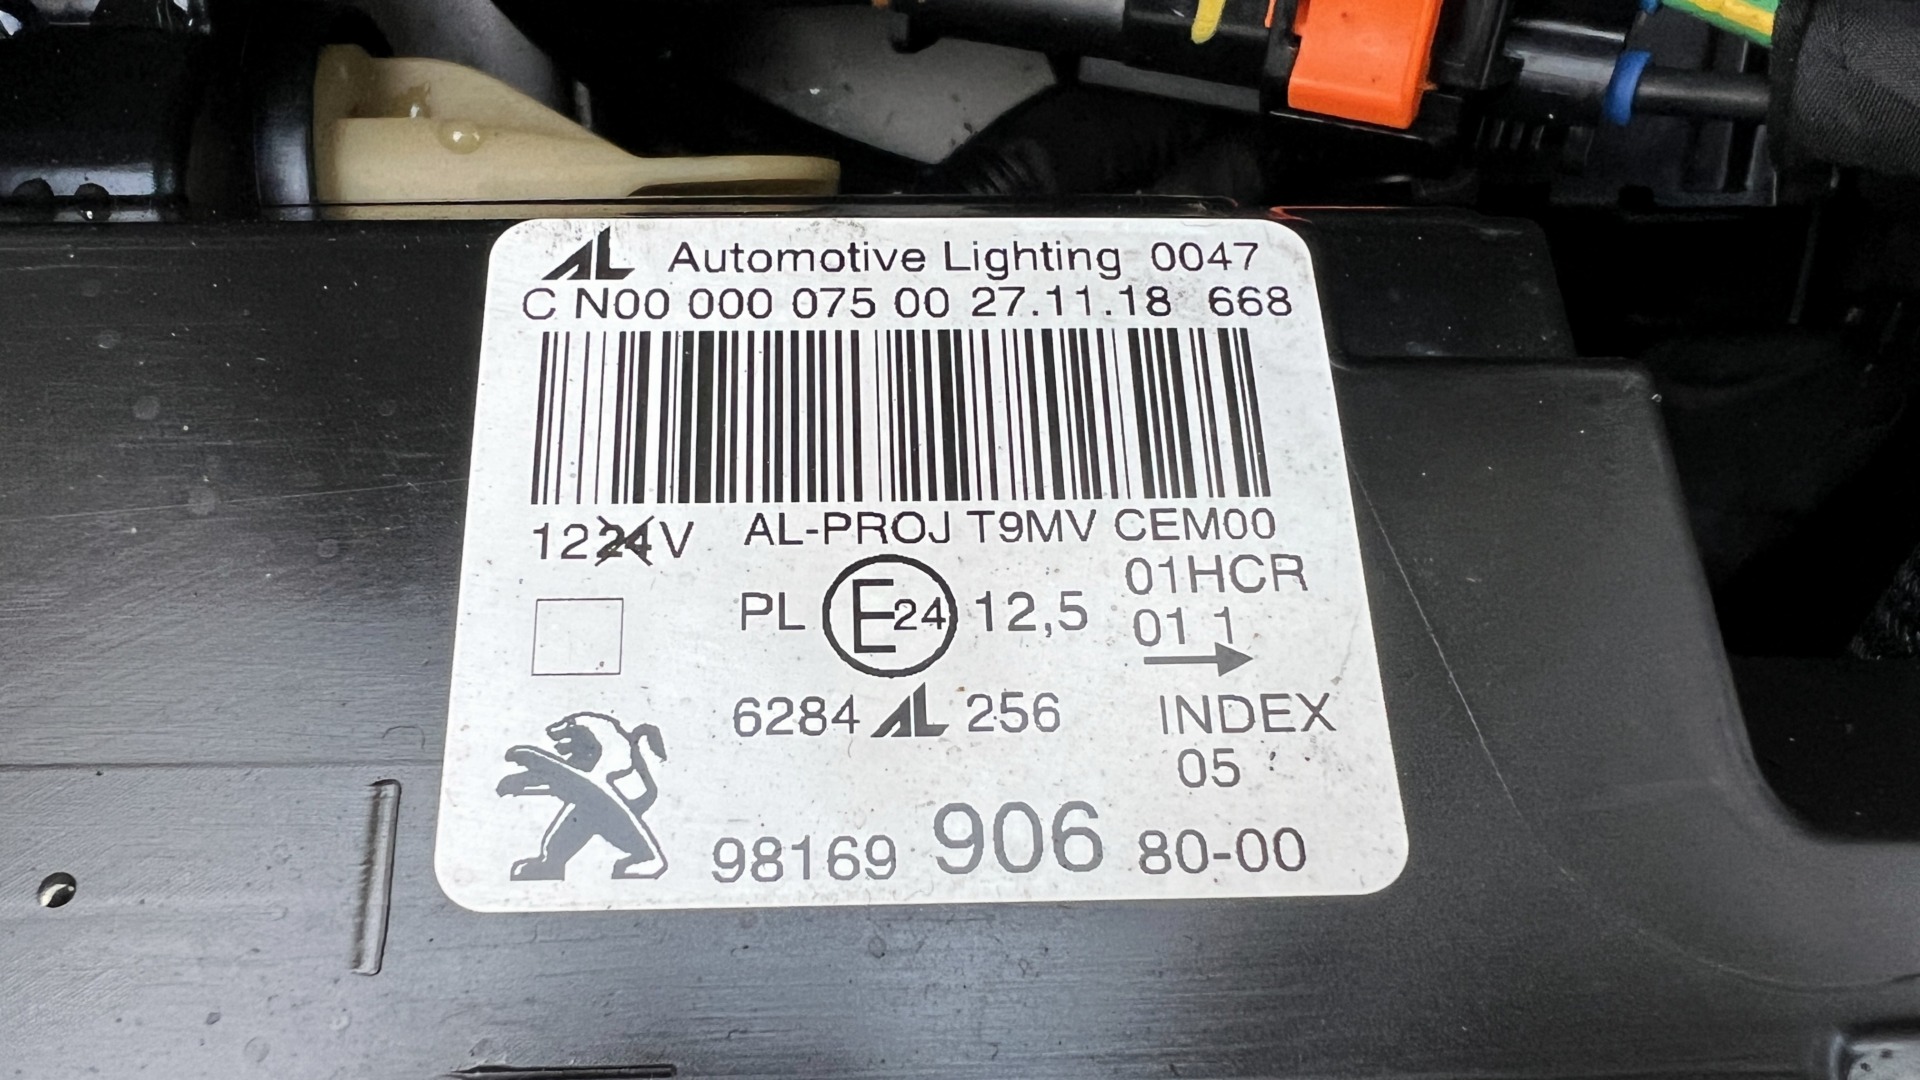 AL Automotive Lighting 0047
C N00 000 075 00 27.11.18 668
1224V AL-PROJ T9MV CEM00
PL E24 12,5 01HCR
01 1
6284 AL 256 INDEX
05
98169 906 80-00